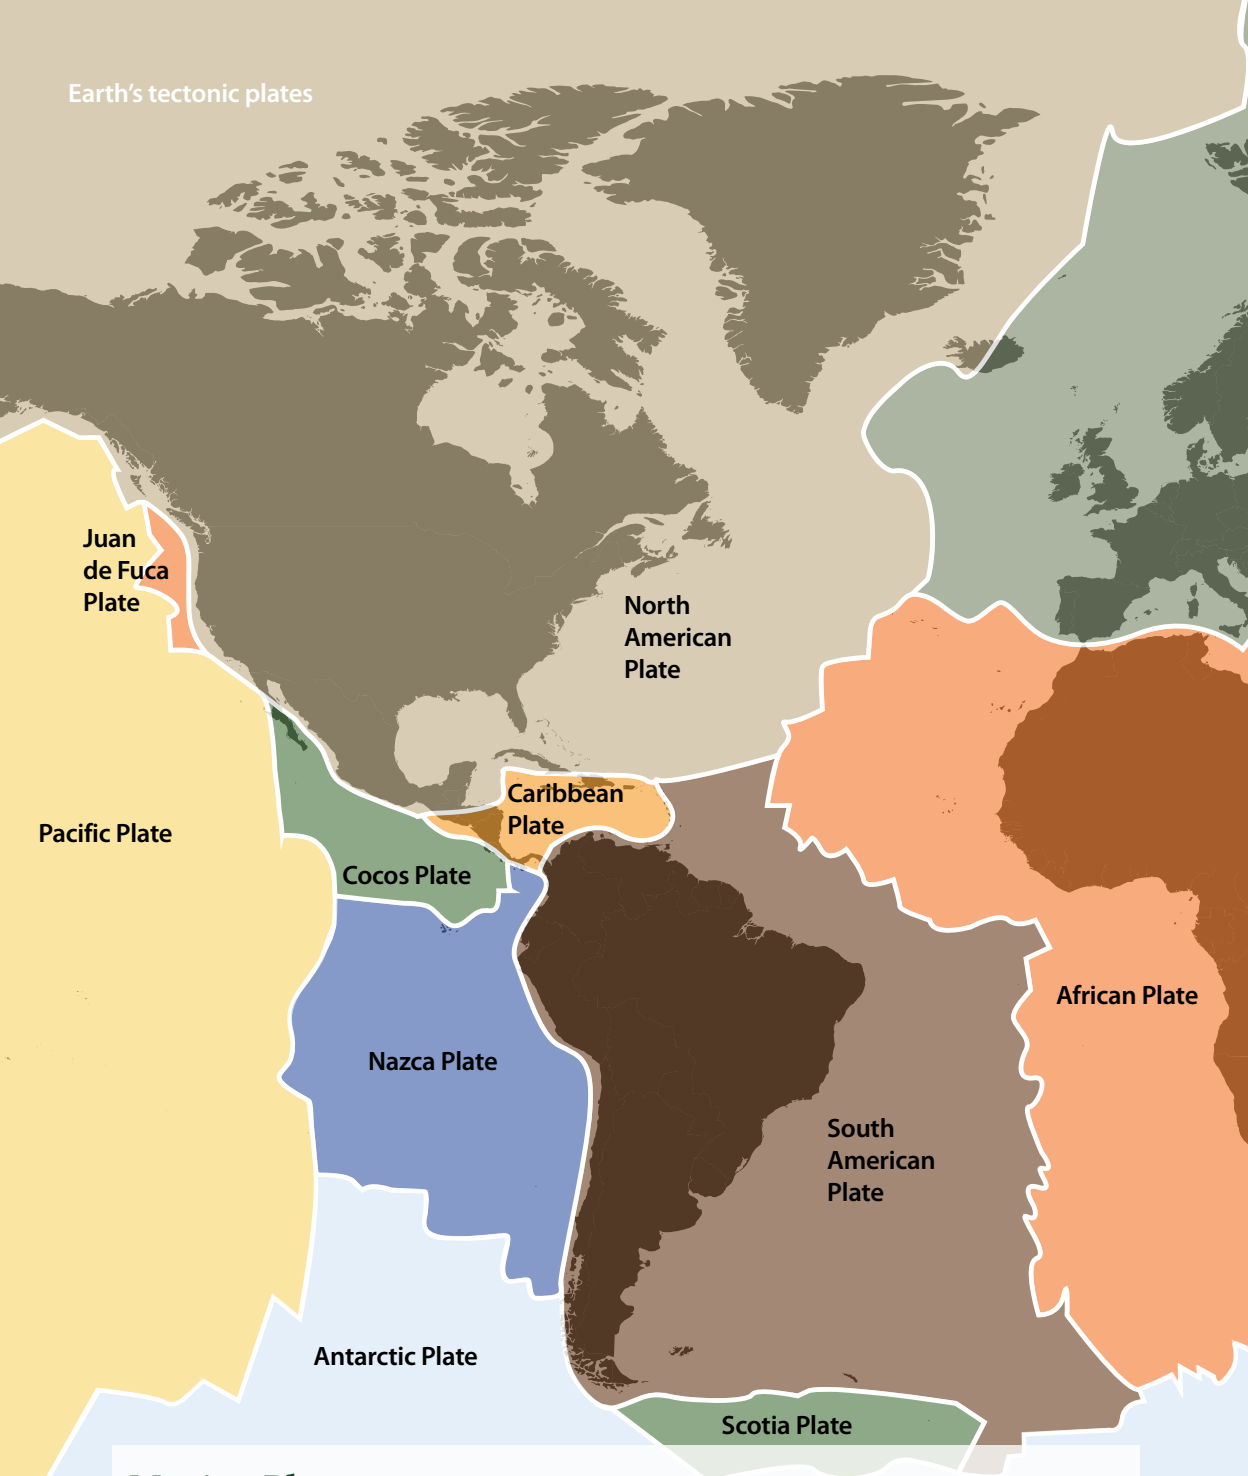 Earth's tectonic plates
Juan
de Fuca
Plate
North
American
Plate
Caribbean
Plate
Pacific Plate
Cocos Plate
African Plate
Nazca Plate
South
American
Plate
Antarctic Plate
Scotia Plate